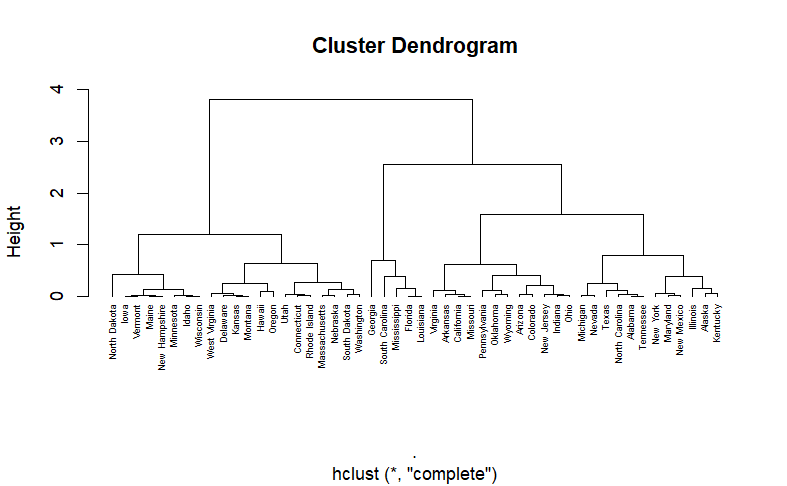 Cluster Dendrogram
4
3
2
1
0
Height
North Dakota
Iowa
Vermont
Maine
New Hampshire
Minnesota
Idaho
Wisconsin
West Virginia
Delaware
Kansas
Montana
Hawaii
Oregon
Utah
Connecticut
Rhode Island
Massachusetts
Nebraska
South Dakota
Washington
Georgia
South Carolina
Mississippi
Florida
Louisiana
Virginia
Arkansas
California
Missouri
Pennsylvania
Oklahoma
Wyoming
Arizona
Colorado
New Jersey
Indiana
Ohio
Michigan
Nevada
Texas
North Carolina
Alabama
Tennessee
New York
Maryland
New Mexico
Illinois
Alaska
Kentucky
.
hclust (*, "complete")